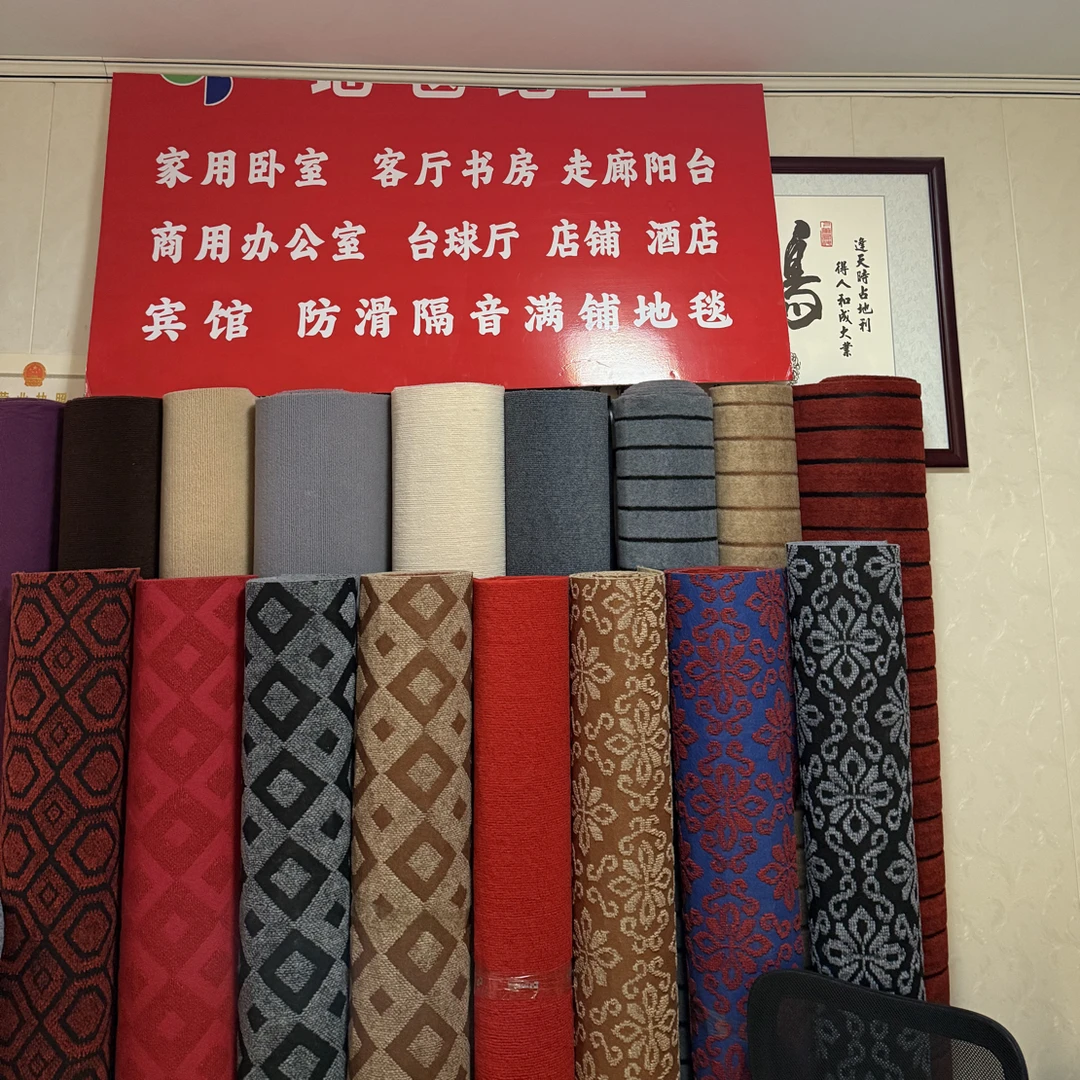 家用卧室 客厅书房 走廊阳台
商用办公室 台球厅 店铺 酒店
宾馆 防滑隔音满铺地毯
逢天時占地利
得人和成大業